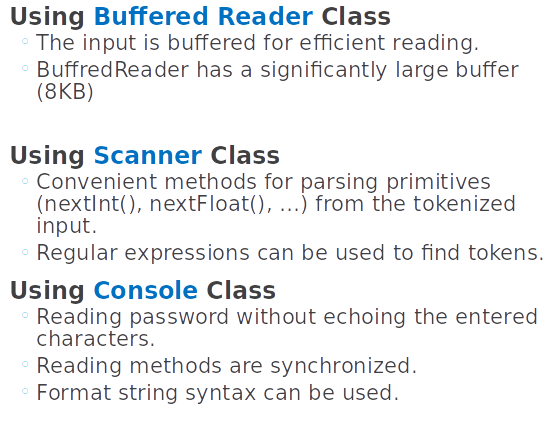 Using Buffered Reader Class
◦ The input is buffered for efficient reading.
◦ BuffredReader has a significantly large buffer
(8KB)
Using Scanner Class
◦ Convenient methods for parsing primitives
(nextInt(), nextFloat(), …) from the tokenized
input.
◦ Regular expressions can be used to find tokens.
Using Console Class
◦ Reading password without echoing the entered
characters.
◦ Reading methods are synchronized.
◦ Format string syntax can be used.